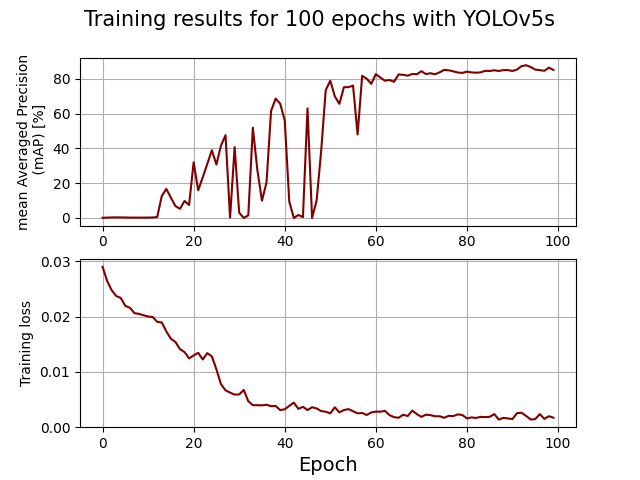 Training results for 100 epochs with YOLOv5s
mean Averaged Precision
(mAP) [%]
80
60
40
20
0
0 20 40 60 80 100
Training loss
0.03
0.02
0.01
0.00
0 20 40 60 80 100
Epoch